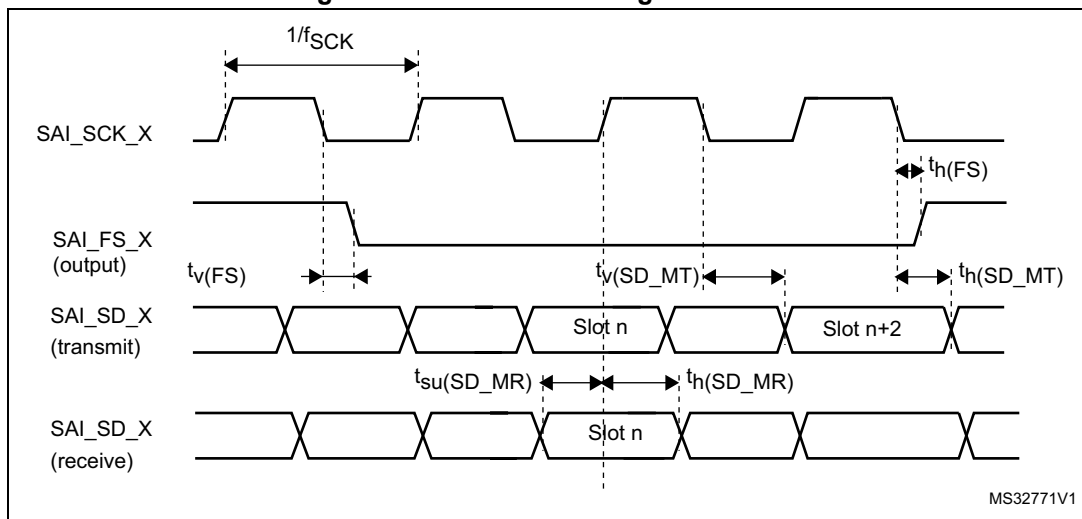 1/fSCK
SAI_SCK_X
th(FS)
SAI_FS_X
(output)
tv(FS)
tv(SD_MT)
th(SD_MT)
SAI_SD_X
(transmit)
Slot n
Slot n+2
tsu(SD_MR)
th(SD_MR)
SAI_SD_X
(receive)
Slot n
MS32771V1